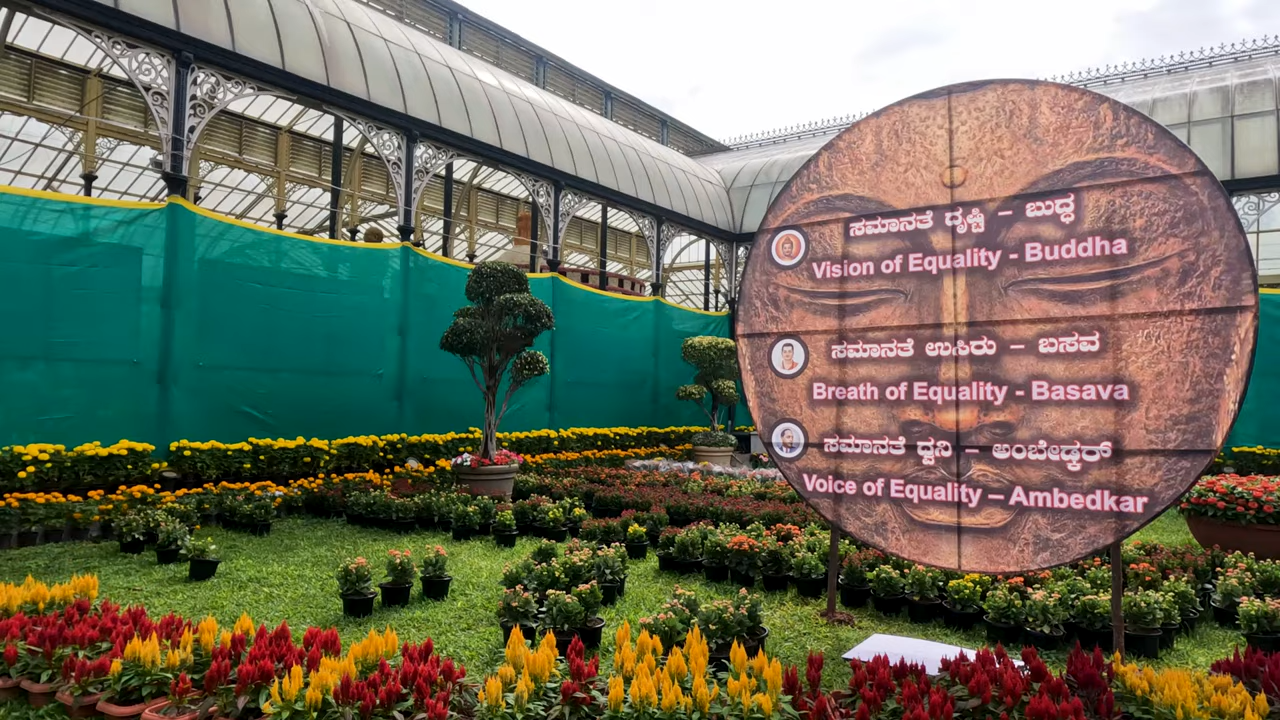 ಸಮಾನತೆ ದೃಷ್ಟಿ – ಬುದ್ಧ
Vision of Equality - Buddha
ಸಮಾನತೆ ಉಸಿರು – ಬಸವ
Breath of Equality - Basava
ಸಮಾನತೆ ಧ್ವನಿ – ಅಂಬೇಡ್ಕರ್
Voice of Equality – Ambedkar